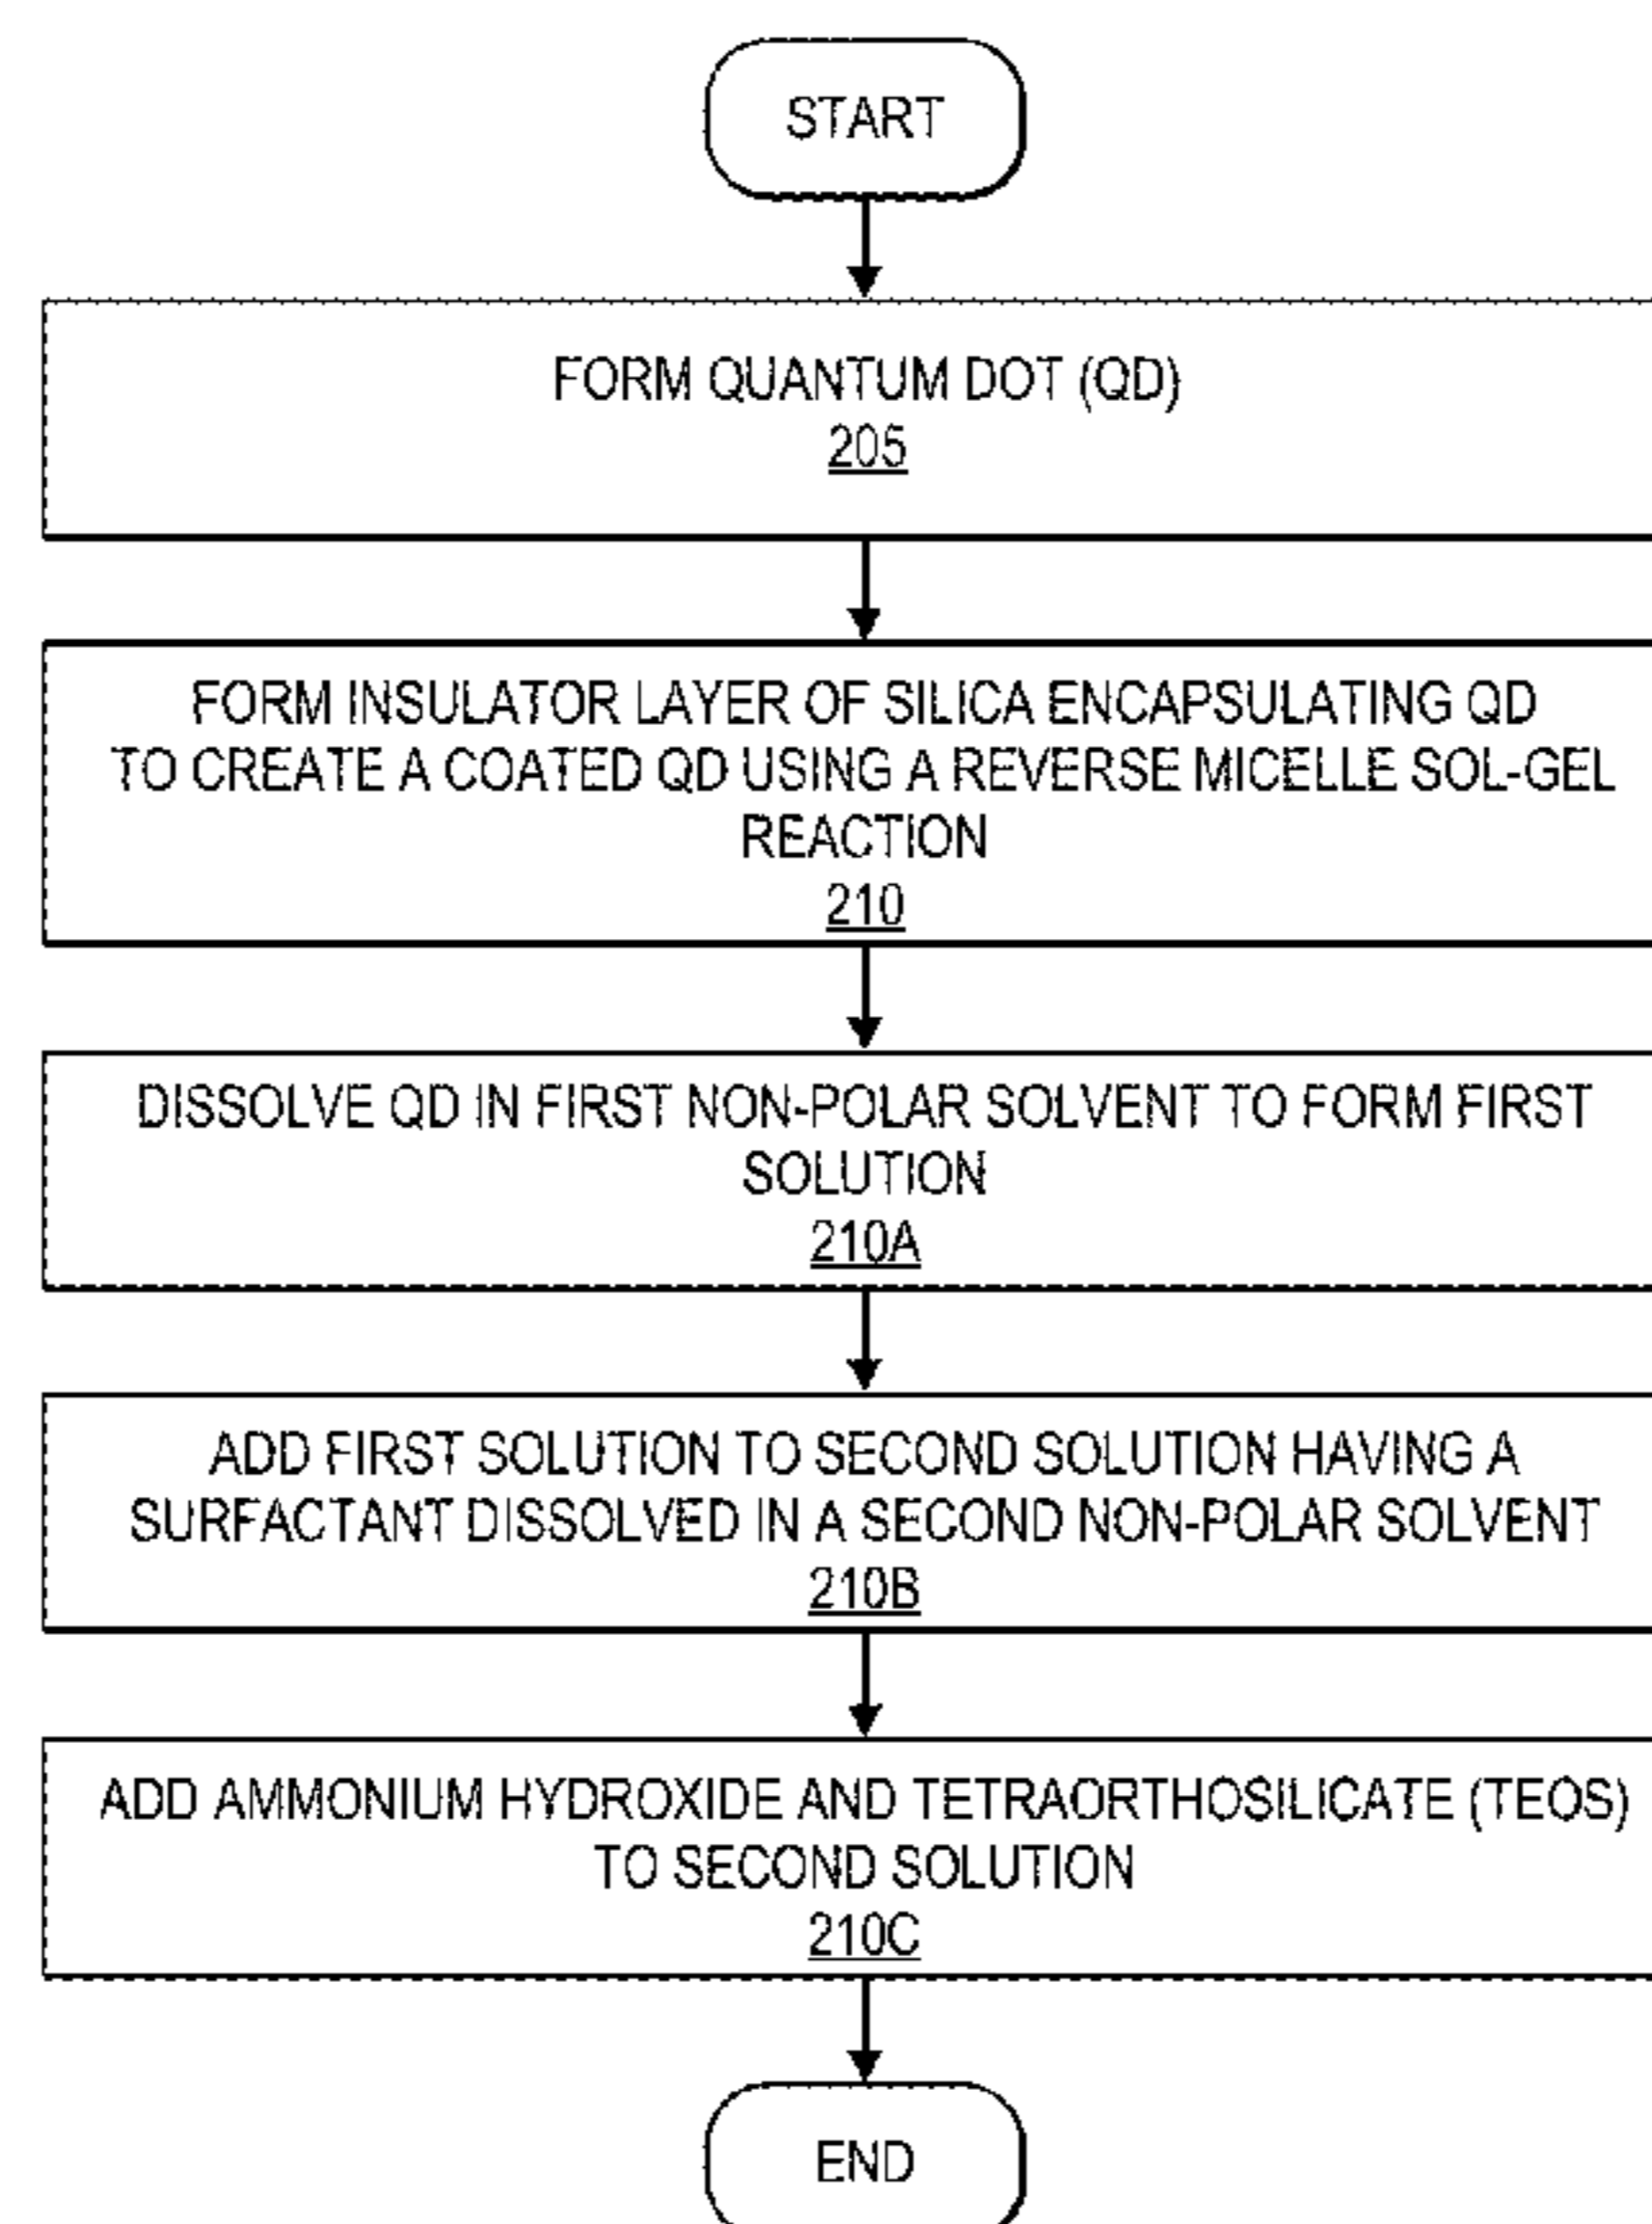 START
FORM QUANTUM DOT (QD)
205
FORM INSULATOR LAYER OF SILICA ENCAPSULATING QD
TO CREATE A COATED QD USING A REVERSE MICELLE SOL-GEL
REACTION
210
DISSOLVE QD IN FIRST NON-POLAR SOLVENT TO FORM FIRST
SOLUTION
210A
ADD FIRST SOLUTION TO SECOND SOLUTION HAVING A
SURFACTANT DISSOLVED IN A SECOND NON-POLAR SOLVENT
210B
ADD AMMONIUM HYDROXIDE AND TETRAORTHOSILICATE (TEOS)
TO SECOND SOLUTION
210C
END